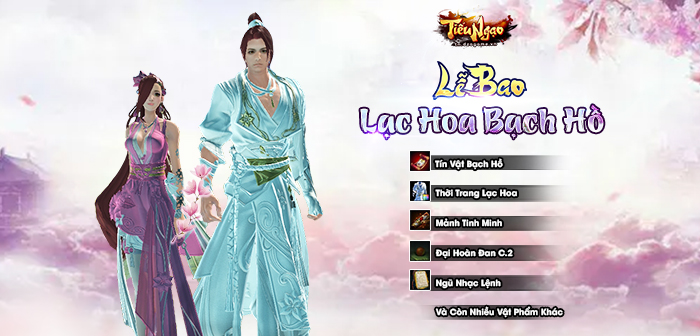 Tiếu Ngạo
Lễ Bao
Lạc Hoa Bạch Hồ
Tín Vật Bạch Hồ
Thời Trang Lạc Hoa
Mảnh Tinh Minh
Đại Hoàn Đan C.2
Ngũ Nhạc Lệnh
Và Còn Nhiều Vật Phẩm Khác